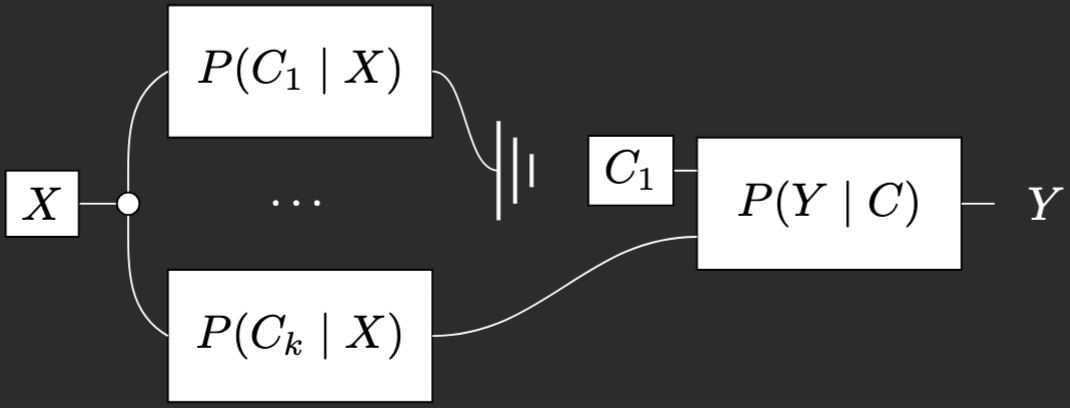 P(C₁ | X)
X
⋯
C₁
P(Y | C)
Y
P(Cₖ | X)